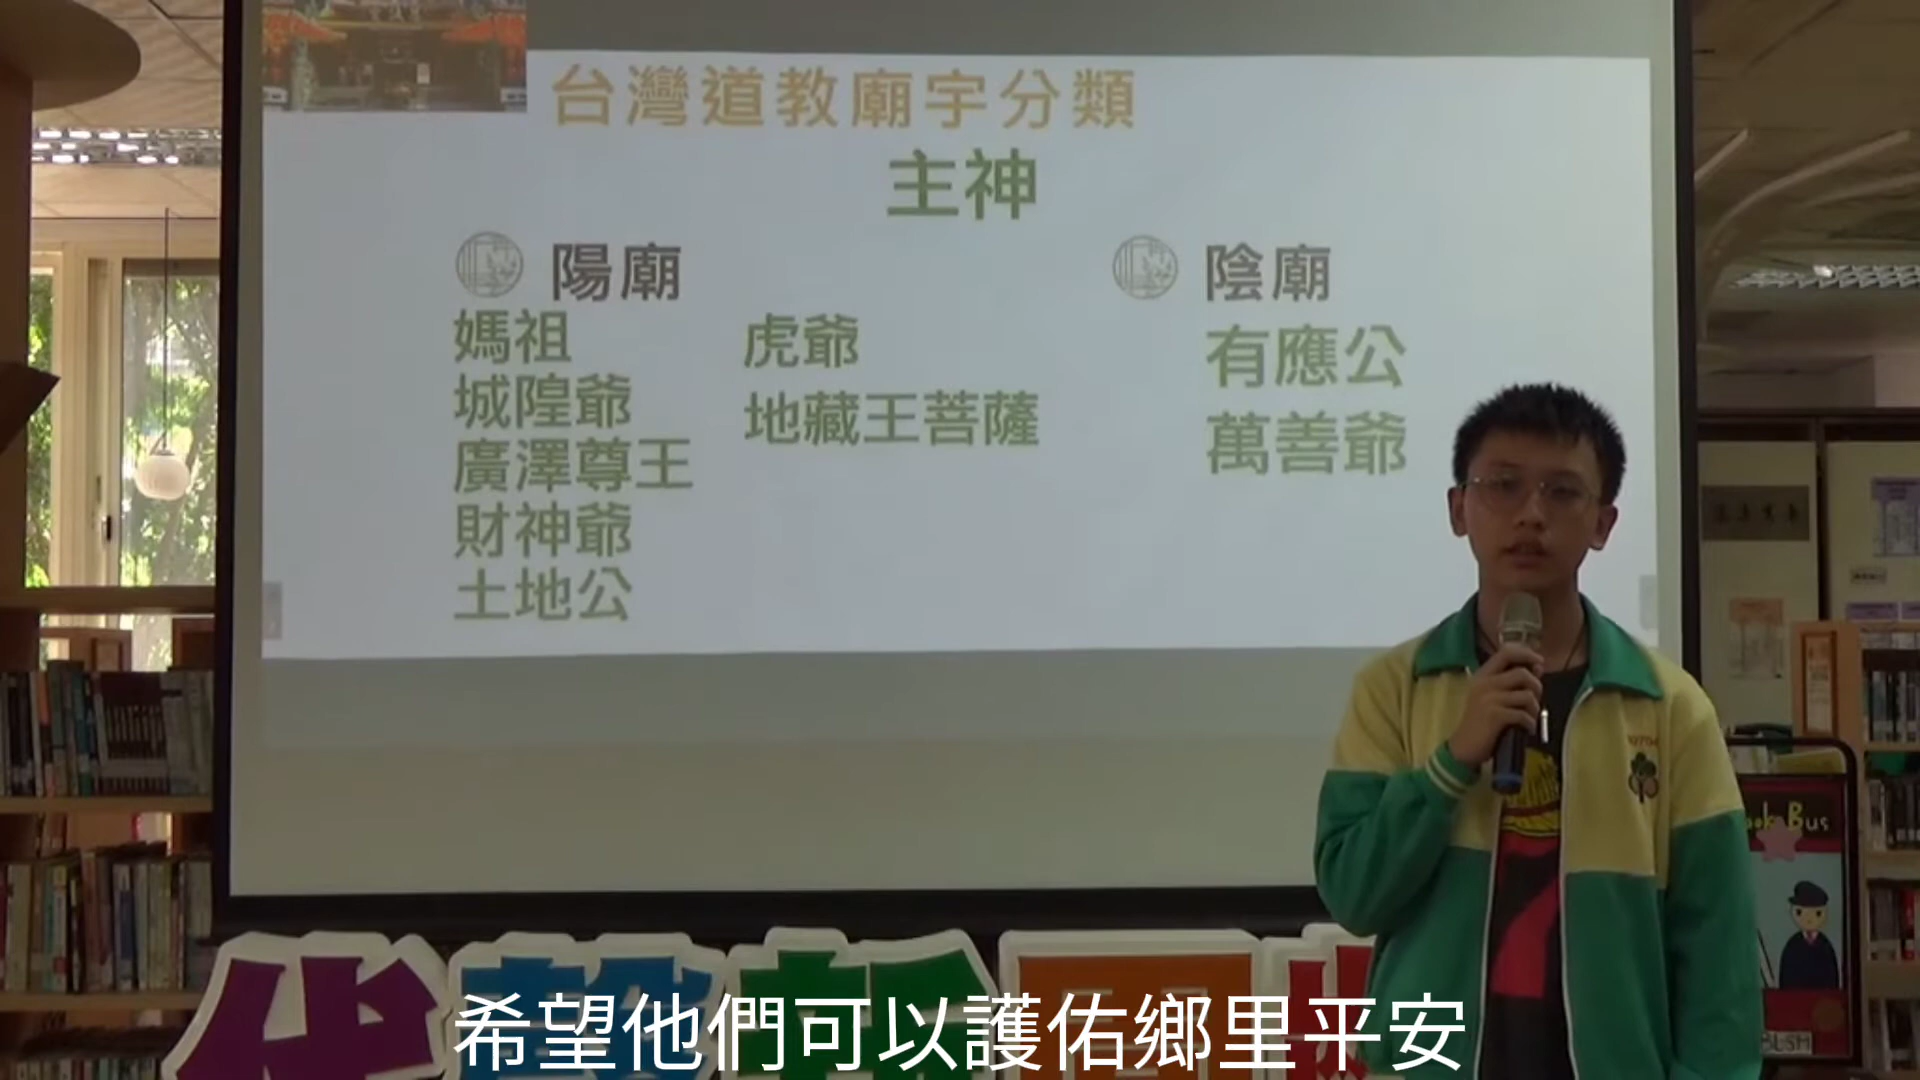 台灣道教廟宇分類
主神
陽廟
媽祖
城隍爺
廣澤尊王
財神爺
土地公
虎爺
地藏王菩薩
陰廟
有應公
萬善爺
Bus
BLSM
希望他們可以護佑鄉里平安